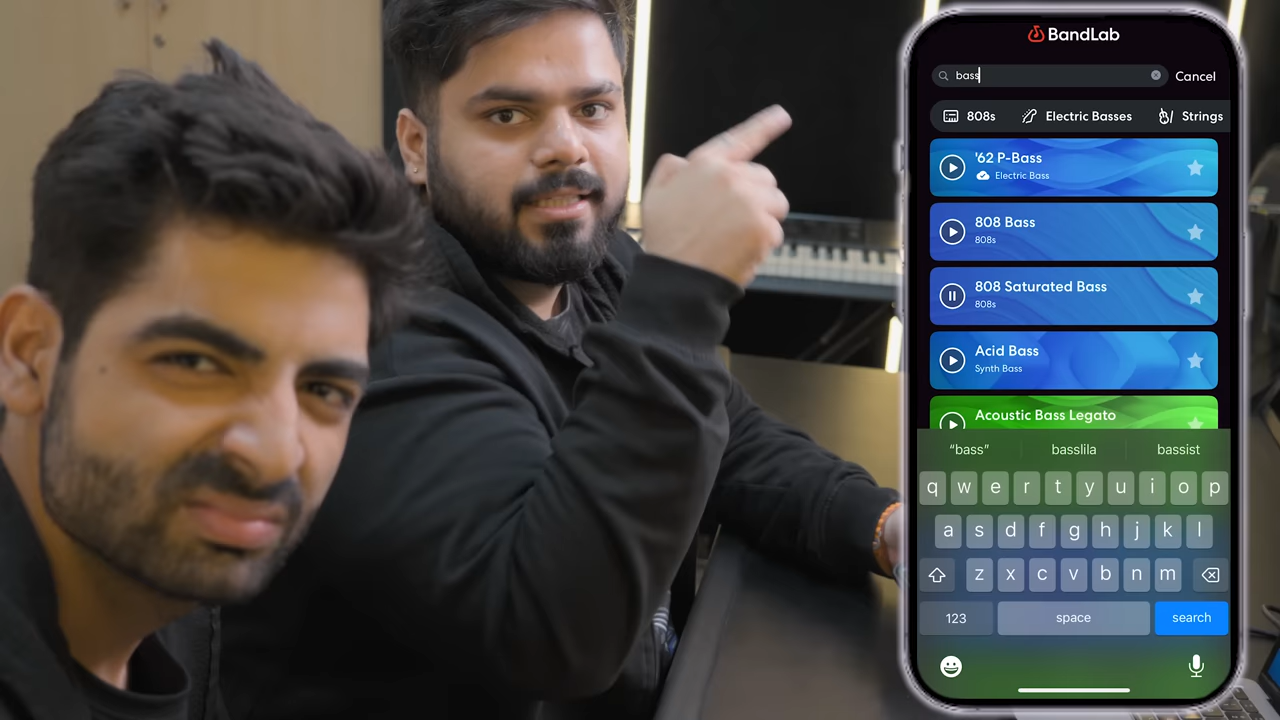 BandLab
bass
Cancel
808s
Electric Basses
Strings
'62 P-Bass
Electric Bass
808 Bass
808s
808 Saturated Bass
808s
Acid Bass
Synth Bass
Acoustic Bass Legato
“bass”
basslila
bassist
q w e r t y u i o p
a s d f g h j k l
z x c v b n m
123
space
search